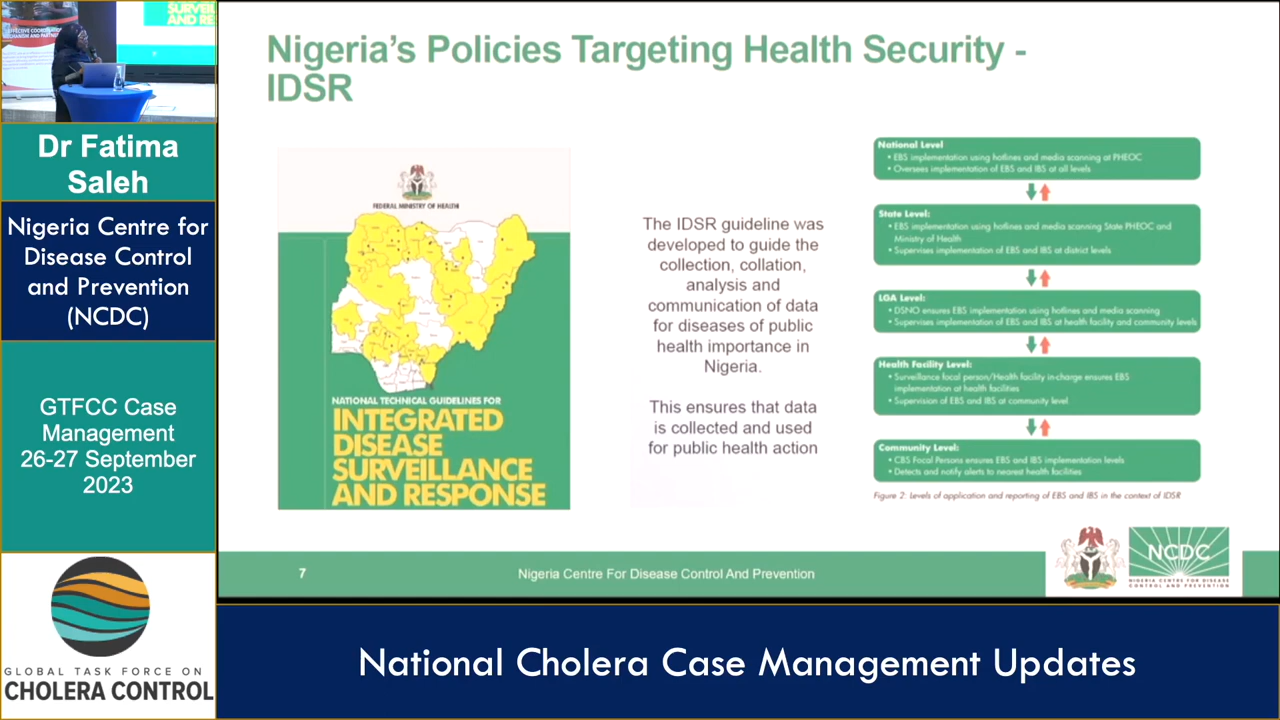 EFFECTIVE COORDINATION
Dr Fatima
Saleh
Nigeria Centre for
Disease Control
and Prevention
(NCDC)
GTFCC Case
Management
26-27 September
2023
GLOBAL TASK FORCE ON
CHOLERA CONTROL
Nigeria's Policies Targeting Health Security -
IDSR
FEDERAL MINISTRY OF HEALTH
NATIONAL TECHNICAL GUIDELINES FOR
INTEGRATED
DISEASE
SURVEILLANCE
AND RESPONSE
The IDSR guideline was
developed to guide the
collection, collation,
analysis and
communication of data
for diseases of public
health importance in
Nigeria.
This ensures that data
is collected and used
for public health action
National Level
• EBS implementation using hotlines and media scanning at PHEOC
• Oversees implementation of EBS and IBS at all levels
State Level:
• EBS implementation using hotlines and media scanning State PHEOC and
Ministry of Health
• Supervises implementation of EBS and IBS at district levels
LGA Level:
• DSNO ensures EBS implementation using hotlines and media scanning
• Supervises implementation of EBS and IBS at health facility and community levels
Health Facility Level:
• Surveillance focal person/Health facility in-charge ensures EBS
implementation at health facilities
• Supervision of EBS and IBS at community level
Community Level:
• CBS Focal Persons ensures EBS and IBS implementation levels
• Detects and notify alerts to nearest health facilities
Figure 2: Levels of application and reporting of EBS and IBS in the context of IDSR
7
Nigeria Centre For Disease Control And Prevention
NCDC
NIGERIA CENTRE FOR DISEASE
CONTROL AND PREVENTION
National Cholera Case Management Updates